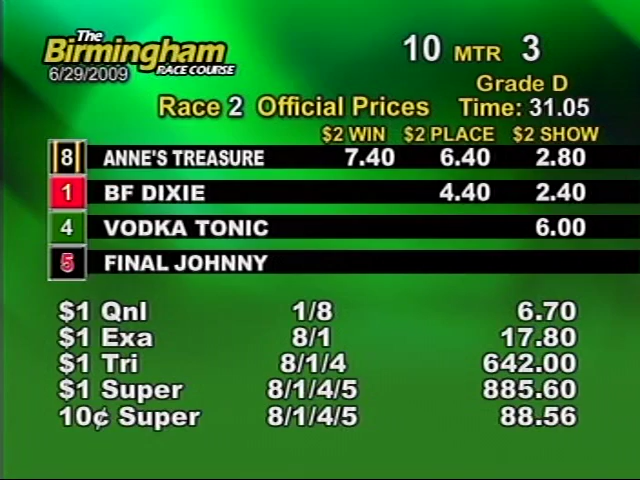 The
Birmingham
RACE COURSE
6/29/2009
10 MTR 3
Grade D
Race 2 Official Prices Time: 31.05
$2 WIN $2 PLACE $2 SHOW
8 ANNE'S TREASURE 7.40 6.40 2.80
1 BF DIXIE 4.40 2.40
4 VODKA TONIC 6.00
5 FINAL JOHNNY
$1 Qnl 1/8 6.70
$1 Exa 8/1 17.80
$1 Tri 8/1/4 642.00
$1 Super 8/1/4/5 885.60
10¢ Super 8/1/4/5 88.56